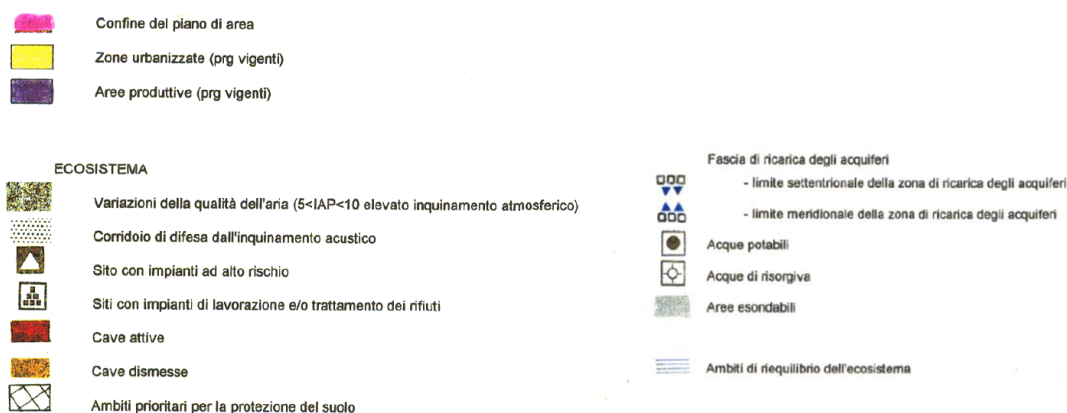 Confine del piano di area
Zone urbanizzate (prg vigenti)
Aree produttive (prg vigenti)
ECOSISTEMA
Variazioni della qualità dell'aria (5<IAP<10 elevato inquinamento atmosferico)
Corridoio di difesa dall'inquinamento acustico
Sito con impianti ad alto rischio
Siti con impianti di lavorazione e/o trattamento dei rifiuti
Cave attive
Cave dismesse
Ambiti prioritari per la protezione del suolo
Fascia di ricarica degli acquiferi
- limite settentrionale della zona di ricarica degli acquiferi
- limite meridionale della zona di ricarica degli acquiferi
Acque potabili
Acque di risorgiva
Aree esondabili
Ambiti di riequilibrio dell'ecosistema